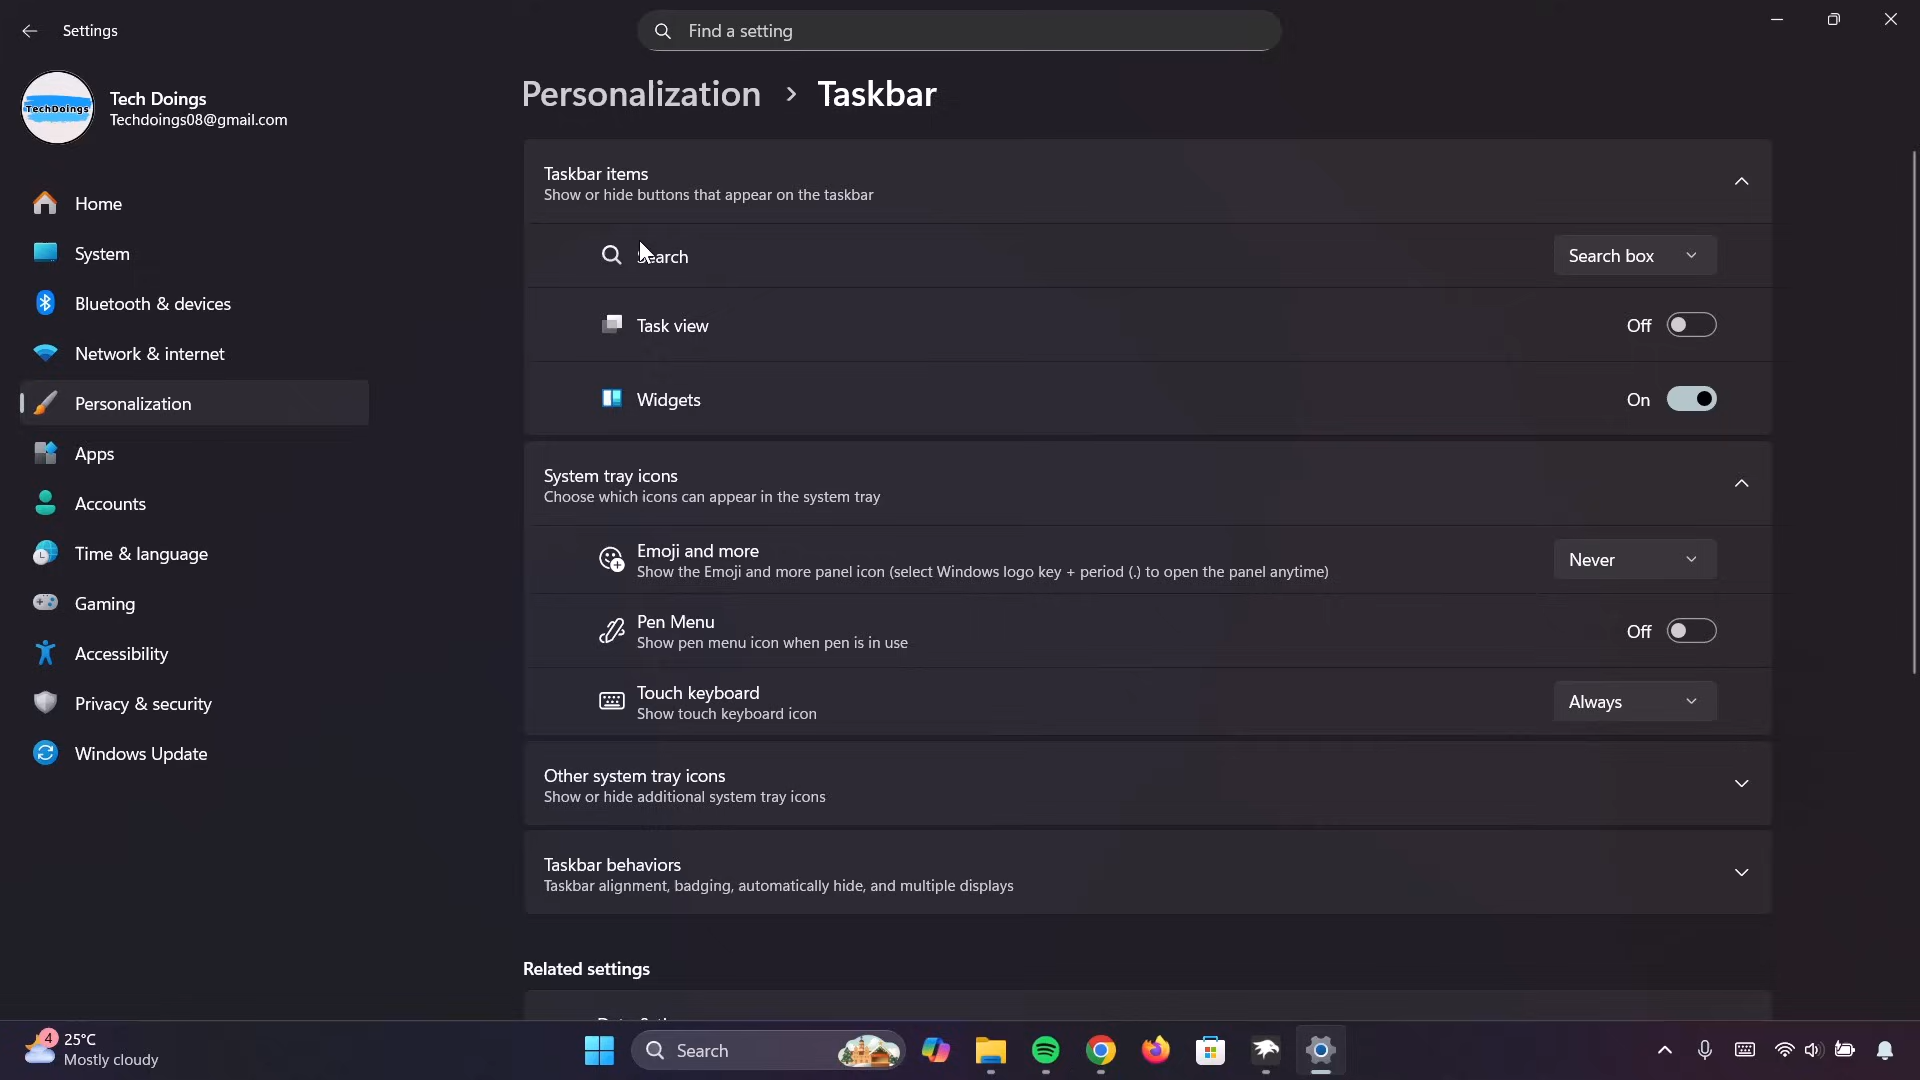 Settings
Find a setting
TechDoings
Tech Doings
Techdoings08@gmail.com
Home
System
Bluetooth & devices
Network & internet
Personalization
Apps
Accounts
Time & language
Gaming
Accessibility
Privacy & security
Windows Update
Personalization > Taskbar
Taskbar items
Show or hide buttons that appear on the taskbar
Search
Search box
Task view
Off
Widgets
On
System tray icons
Choose which icons can appear in the system tray
Emoji and more
Show the Emoji and more panel icon (select Windows logo key + period (.) to open the panel anytime)
Never
Pen Menu
Show pen menu icon when pen is in use
Off
Touch keyboard
Show touch keyboard icon
Always
Other system tray icons
Show or hide additional system tray icons
Taskbar behaviors
Taskbar alignment, badging, automatically hide, and multiple displays
Related settings
4
25°C
Mostly cloudy
Search